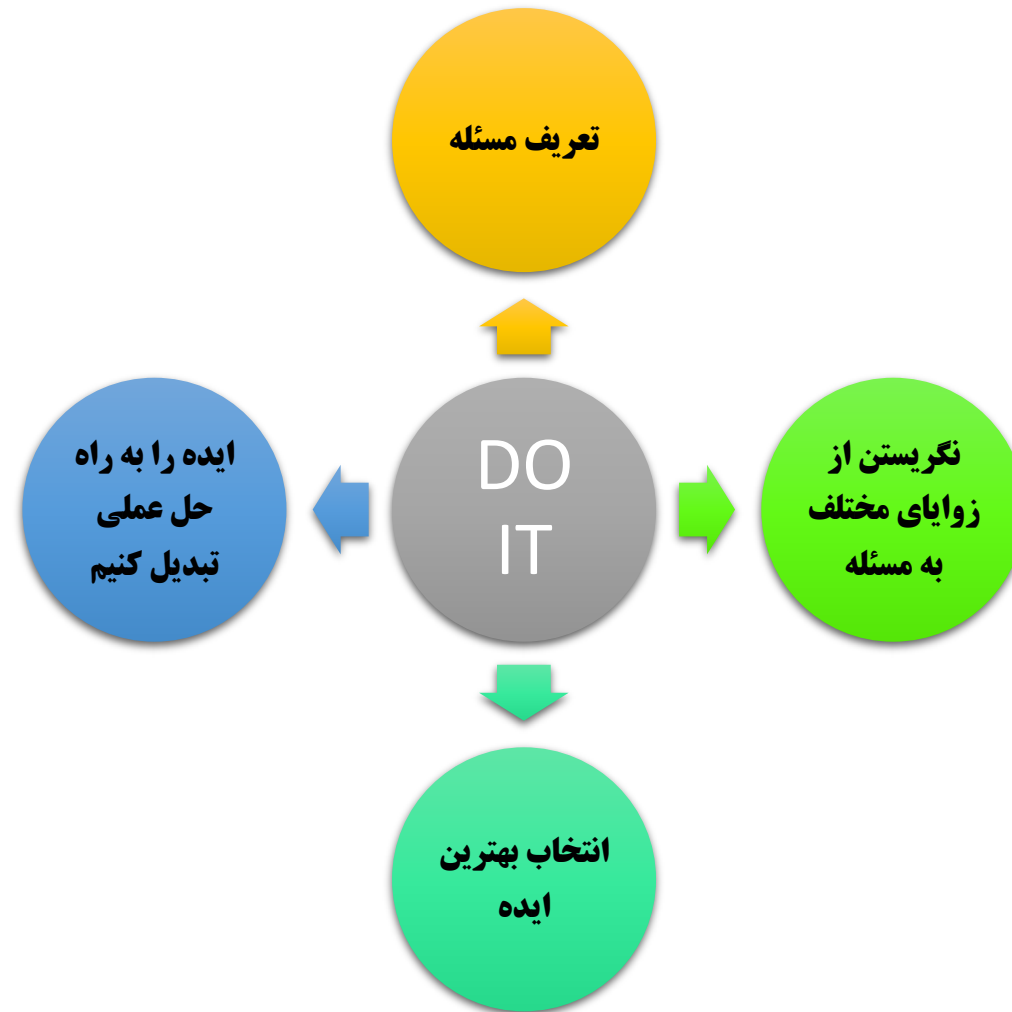 تعریف مسئله
DO
IT
نگریستن از
زوایای مختلف
به مسئله
انتخاب بهترین
ایده
ایده را به راه
حل عملی
تبدیل کنیم